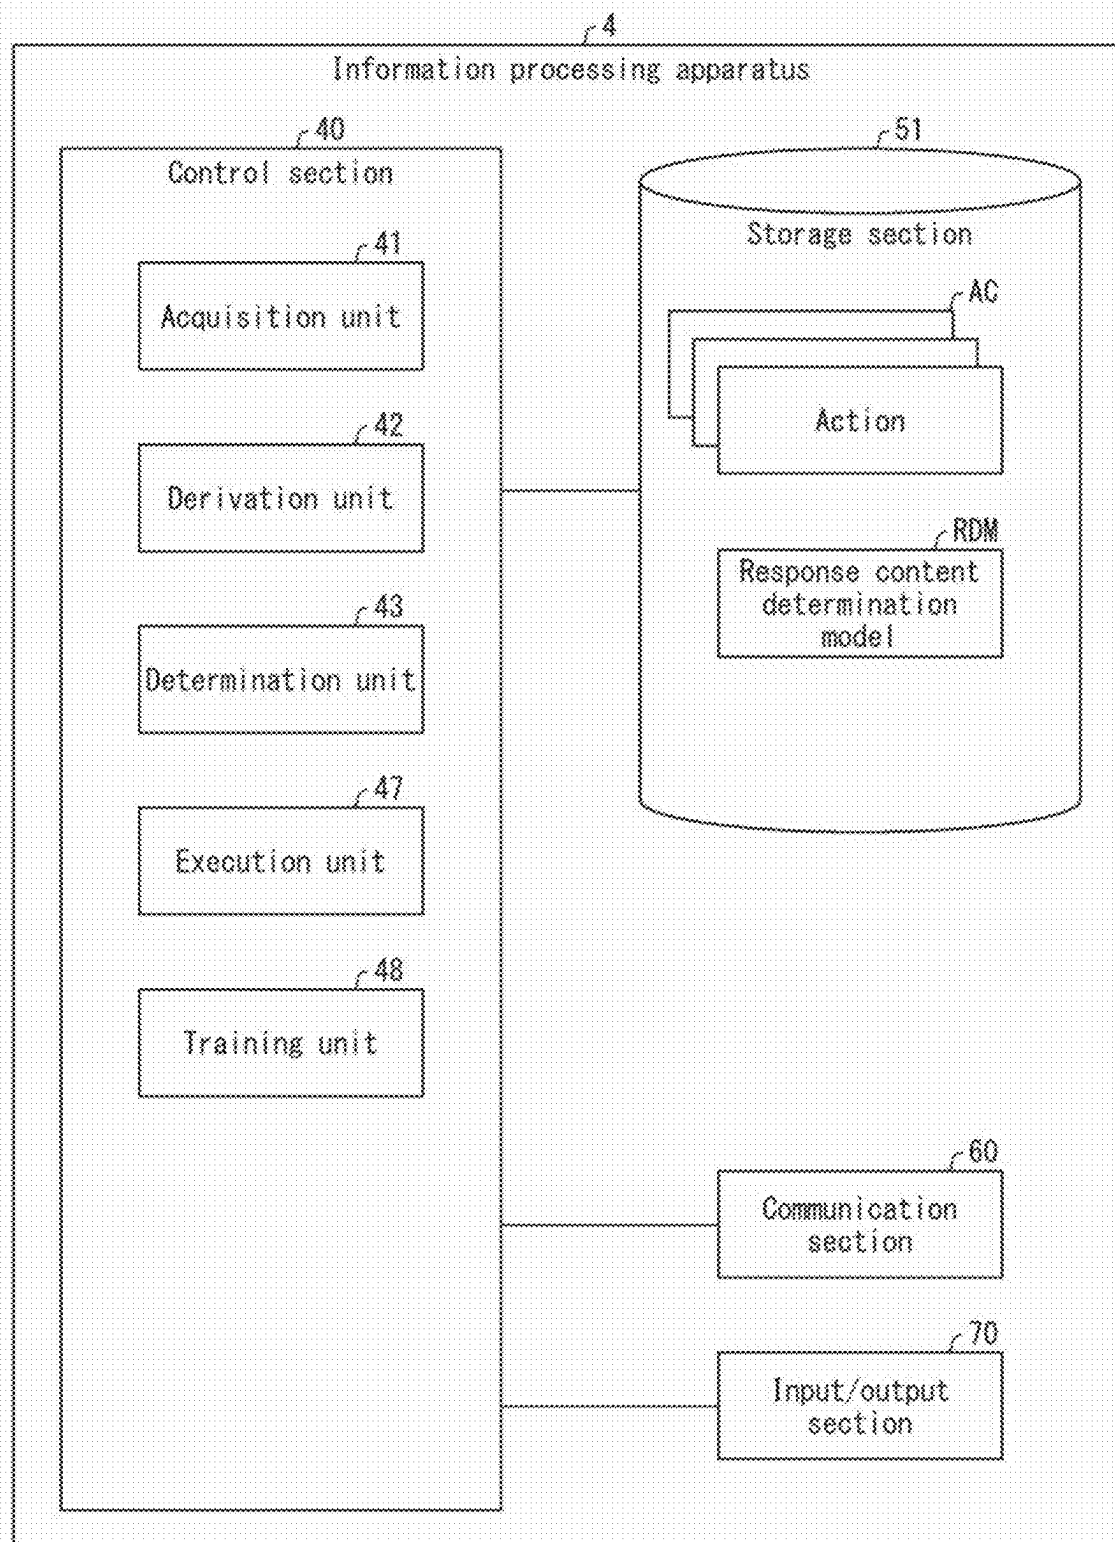 4
Information processing apparatus
40
Control section
41
Acquisition unit
42
Derivation unit
43
Determination unit
47
Execution unit
48
Training unit
51
Storage section
AC
Action
RDM
Response content
determination
model
60
Communication
section
70
Input/output
section